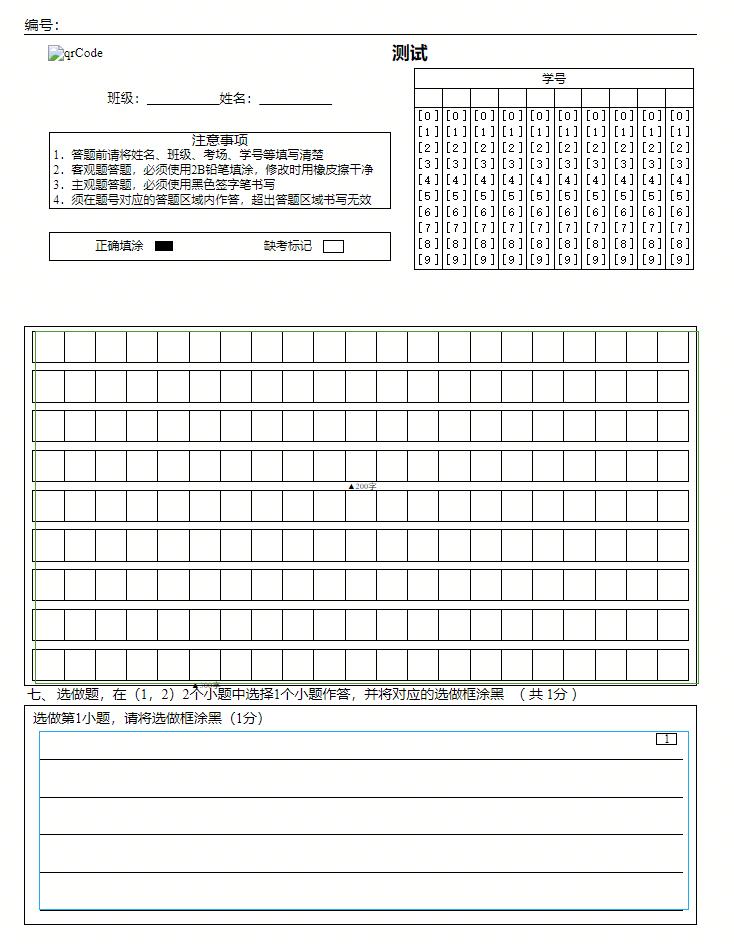 编号：
qrCode
测试
班级：__________姓名：__________
学号
[0] [0] [0] [0] [0] [0] [0] [0] [0] [0]
[1] [1] [1] [1] [1] [1] [1] [1] [1] [1]
[2] [2] [2] [2] [2] [2] [2] [2] [2] [2]
[3] [3] [3] [3] [3] [3] [3] [3] [3] [3]
[4] [4] [4] [4] [4] [4] [4] [4] [4] [4]
[5] [5] [5] [5] [5] [5] [5] [5] [5] [5]
[6] [6] [6] [6] [6] [6] [6] [6] [6] [6]
[7] [7] [7] [7] [7] [7] [7] [7] [7] [7]
[8] [8] [8] [8] [8] [8] [8] [8] [8] [8]
[9] [9] [9] [9] [9] [9] [9] [9] [9] [9]
注意事项
1．答题前请将姓名、班级、考场、学号等填写清楚
2．客观题答题，必须使用2B铅笔填涂，修改时用橡皮擦干净
3．主观题答题，必须使用黑色签字笔书写
4．须在题号对应的答题区域内作答，超出答题区域书写无效
正确填涂 缺考标记
▲200字
七、选做题，在（1，2）2个小题中选择1个小题作答，并将对应的选做框涂黑 （ 共 1分 ）
选做第1小题，请将选做框涂黑（1分）
1